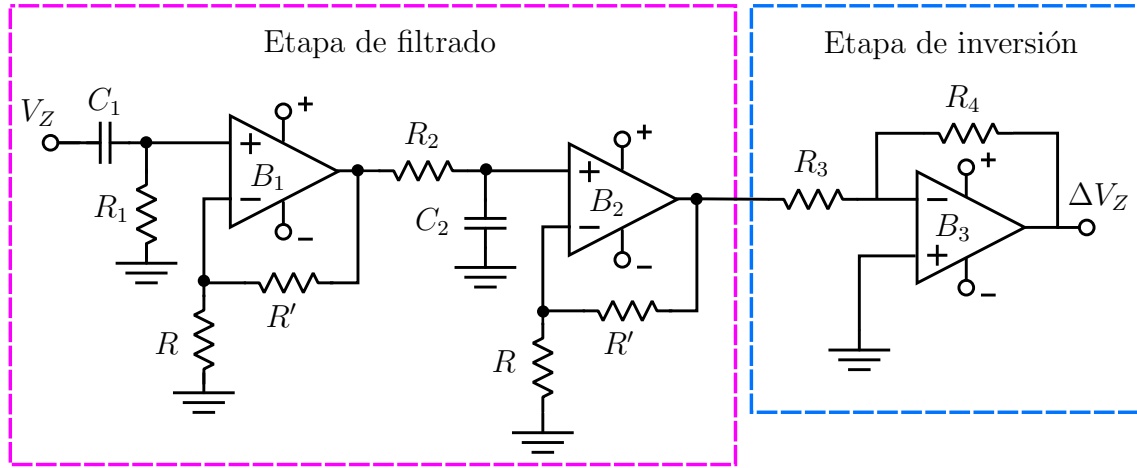 Etapa de filtrado
Etapa de inversión
V_Z
C_1
R_1
+
−
B_1
+
−
R
R'
R_2
C_2
+
−
B_2
+
−
R
R'
R_3
R_4
−
+
B_3
+
−
ΔV_Z